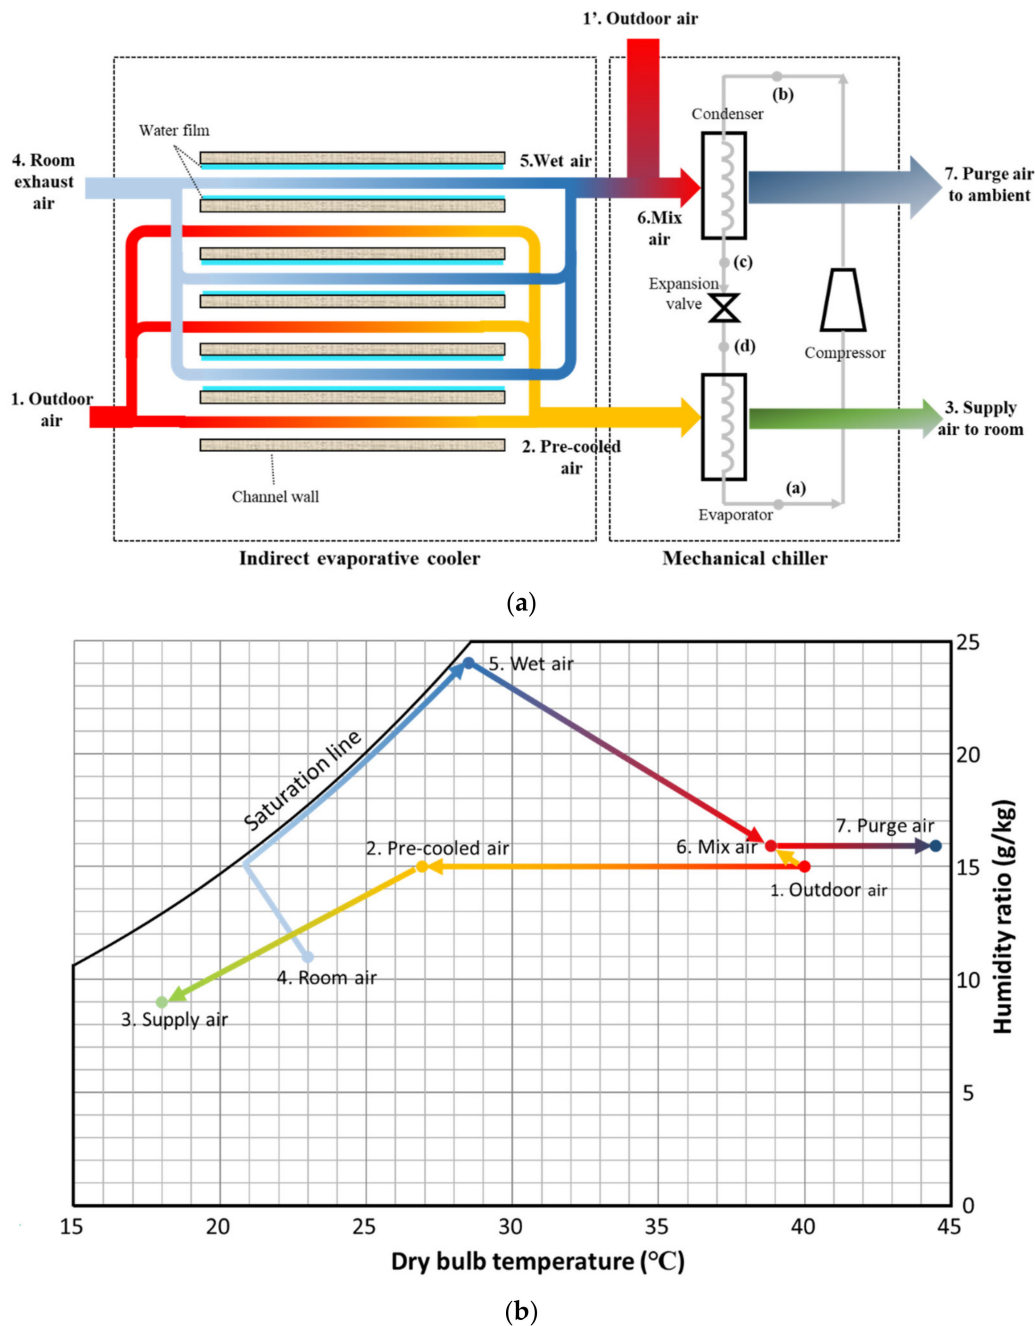 1’. Outdoor air
(b)
Condenser
Water film
4. Room
exhaust
air
5.Wet air
7. Purge air
to ambient
6.Mix
air
(c)
Expansion
valve
(d)
Compressor
1. Outdoor
air
3. Supply
air to room
2. Pre-cooled
air
Channel wall
(a)
Evaporator
Indirect evaporative cooler
Mechanical chiller
(a)
25
5. Wet air
20
Saturation line
7. Purge air
2. Pre-cooled air
6. Mix air
15
1. Outdoor air
4. Room air
10
3. Supply air
5
0
Humidity ratio (g/kg)
15 20 25 30 35 40 45
Dry bulb temperature (°C)
(b)